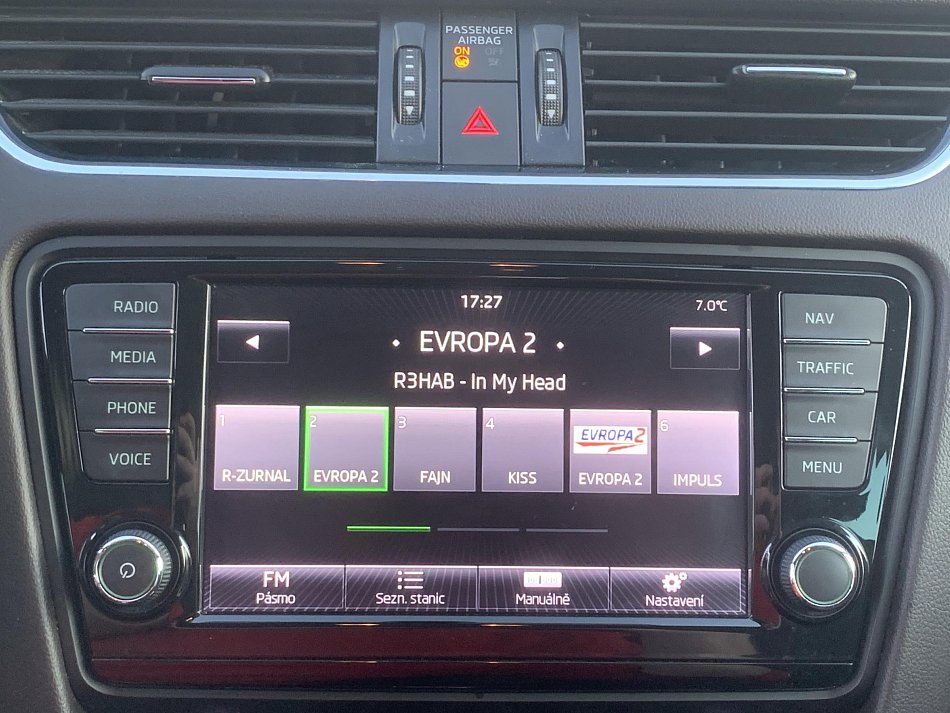 PASSENGER
AIRBAG
ON OFF
RADIO
MEDIA
PHONE
VOICE
17:27
7.0°C
EVROPA 2
R3HAB - In My Head
1 2 3 4 6
EVROPA 2
R-ZURNAL EVROPA 2 FAJN KISS EVROPA 2 IMPULS
FM
Pásmo Sezn. stanic Manuálně Nastavení
NAV
TRAFFIC
CAR
MENU